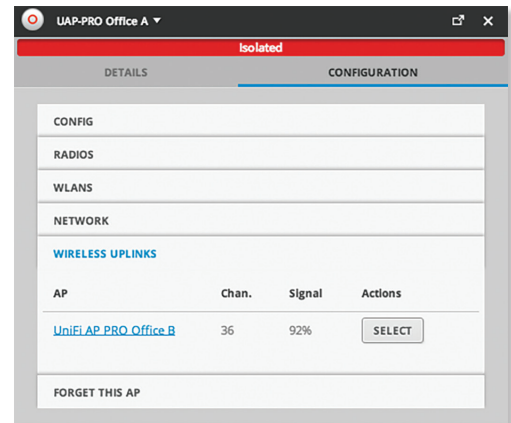 UAP-PRO Office A
Isolated
DETAILS CONFIGURATION
CONFIG
RADIOS
WLANS
NETWORK
WIRELESS UPLINKS
AP Chan. Signal Actions
UniFi AP PRO Office B 36 92% SELECT
FORGET THIS AP